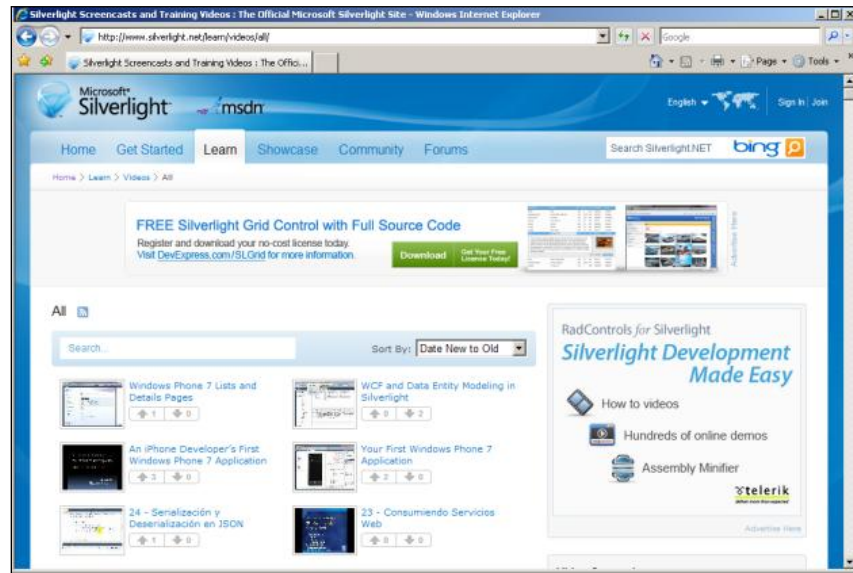 Silverlight Screencasts and Training Videos : The Official Microsoft Silverlight Site - Windows Internet Explorer
http://www.silverlight.net/learn/videos/all/
Google
Silverlight Screencasts and Training Videos : The Offici...
Page
Tools
Microsoft
Silverlight
msdn
English
Sign In | Join
Home Get Started Learn Showcase Community Forums
Search Silverlight.NET
bing
Home > Learn > Videos > All
FREE Silverlight Grid Control with Full Source Code
Register and download your no-cost license today.
Visit DevExpress.com/SLGrid for more information.
Download
Get Your Free
License Today!
Advertise Here
All
Search...
Sort By: Date New to Old
Windows Phone 7 Lists and
Details Pages
1 0
WCF and Data Entity Modeling in
Silverlight
0 2
An iPhone Developer's First
Windows Phone 7 Application
3 0
Your First Windows Phone 7
Application
2 0
24 - Serialización y
Deserialización en JSON
1 0
23 - Consumiendo Servicios
Web
0 0
RadControls for Silverlight
Silverlight Development
Made Easy
How to videos
Hundreds of online demos
Assembly Minifier
telerik
deliver more than expected
Advertise Here